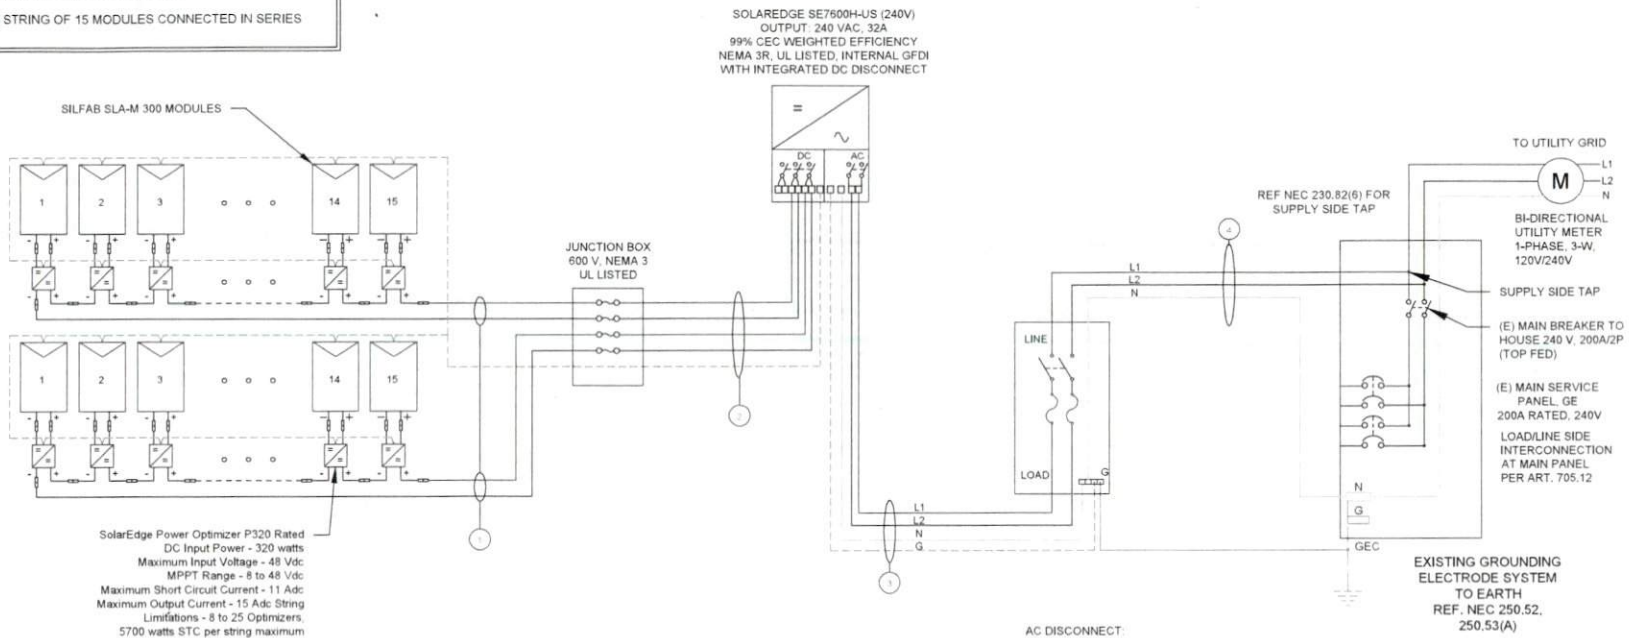 STRING OF 15 MODULES CONNECTED IN SERIES
SOLAREDGE SE7600H-US (240V)
OUTPUT: 240 VAC, 32A
99% CEC WEIGHTED EFFICIENCY
NEMA 3R, UL LISTED, INTERNAL GFDI
WITH INTEGRATED DC DISCONNECT
SILFAB SLA-M 300 MODULES
1 2 3 14 15
- + - + - + - + - +
= = = = =
- + - + - + - + - +
JUNCTION BOX
600 V, NEMA 3
UL LISTED
=
DC AC
1 2 3 14 15
- + - + - + - + - +
= = = = =
- + - + - + - + - +
1
2
SolarEdge Power Optimizer P320 Rated
DC Input Power - 320 watts
Maximum Input Voltage - 48 Vdc
MPPT Range - 8 to 48 Vdc
Maximum Short Circuit Current - 11 Adc
Maximum Output Current - 15 Adc String
Limitations - 8 to 25 Optimizers,
5700 watts STC per string maximum
L1
L2
N
G
3
LINE
LOAD
G
AC DISCONNECT:
4
L1
L2
N
REF NEC 230.82(6) FOR
SUPPLY SIDE TAP
TO UTILITY GRID
M
L1
L2
N
BI-DIRECTIONAL
UTILITY METER
1-PHASE, 3-W,
120V/240V
SUPPLY SIDE TAP
(E) MAIN BREAKER TO
HOUSE 240 V, 200A/2P
(TOP FED)
(E) MAIN SERVICE
PANEL, GE
200A RATED, 240V
LOAD/LINE SIDE
INTERCONNECTION
AT MAIN PANEL
PER ART. 705.12
N
G
GEC
EXISTING GROUNDING
ELECTRODE SYSTEM
TO EARTH
REF. NEC 250.52,
250.53(A)